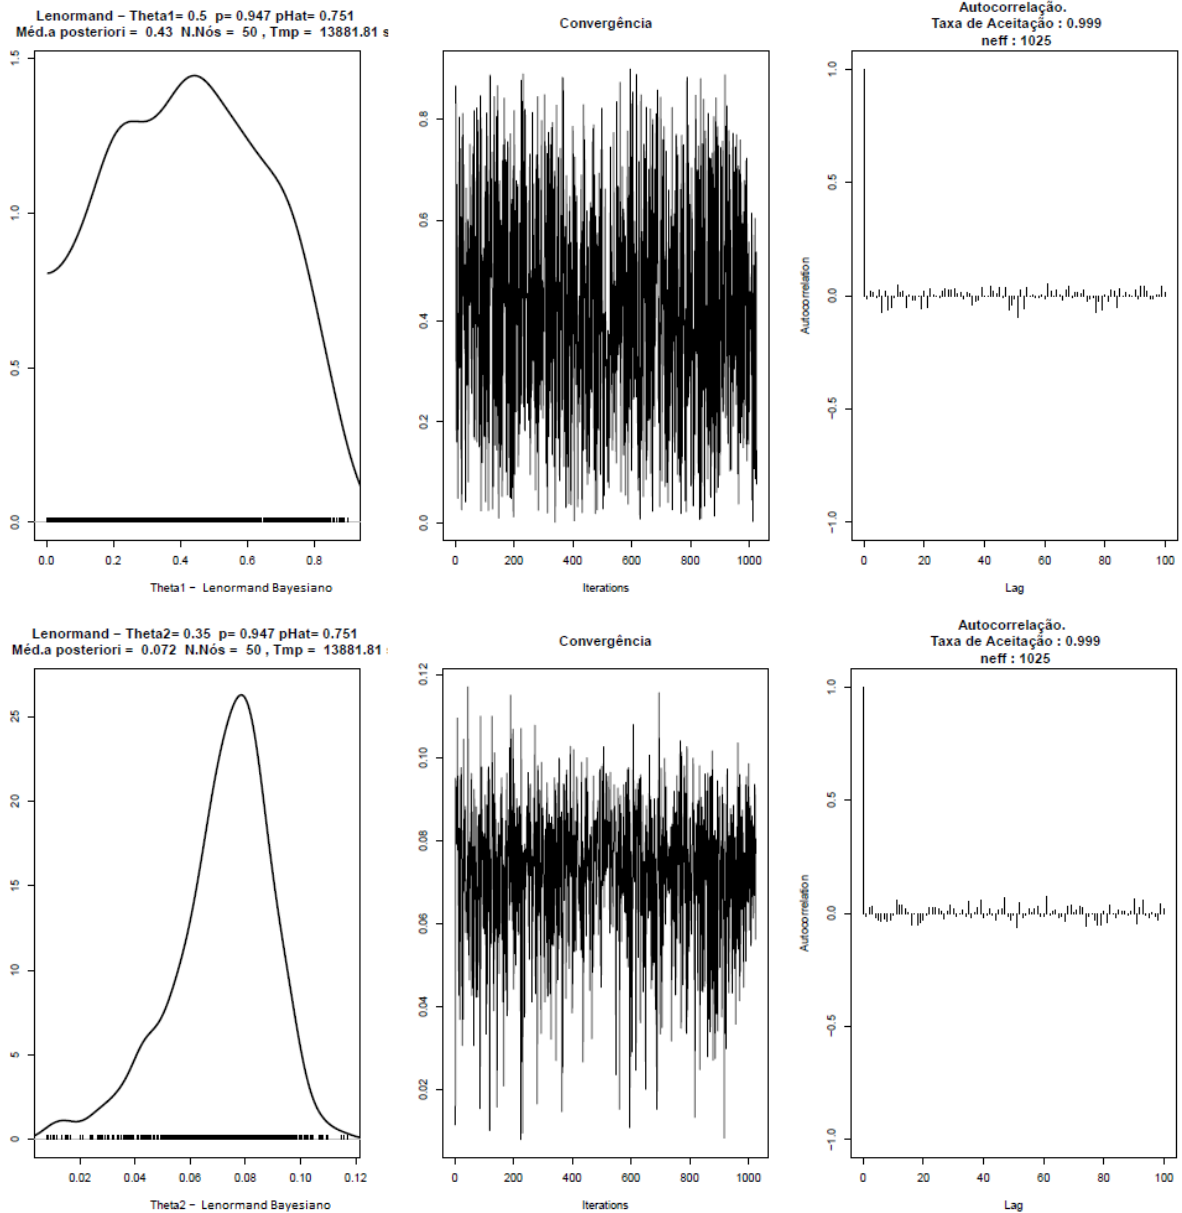 Lenormand – Theta1= 0.5 p= 0.947 pHat= 0.751
Méd.a posteriori = 0.43 N.Nós = 50 , Tmp = 13881.81 s
1.5
1.0
0.5
0.0
0.0 0.2 0.4 0.6 0.8
Theta1 – Lenormand Bayesiano
Convergência
0.8
0.6
0.4
0.2
0.0
0 200 400 600 800 1000
Iterations
Autocorrelação.
Taxa de Aceitação : 0.999
neff : 1025
1.0
0.5
0.0
−0.5
−1.0
Autocorrelation
0 20 40 60 80 100
Lag
Lenormand – Theta2= 0.35 p= 0.947 pHat= 0.751
Méd.a posteriori = 0.072 N.Nós = 50 , Tmp = 13881.81
25
20
15
10
5
0
0.02 0.04 0.06 0.08 0.10 0.12
Theta2 – Lenormand Bayesiano
Convergência
0.12
0.10
0.08
0.06
0.04
0.02
0 200 400 600 800 1000
Iterations
Autocorrelação.
Taxa de Aceitação : 0.999
neff : 1025
1.0
0.5
0.0
−0.5
−1.0
Autocorrelation
0 20 40 60 80 100
Lag